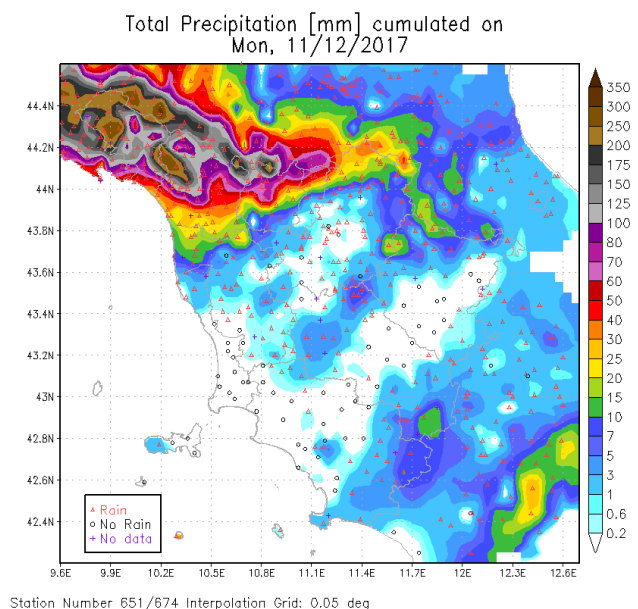 Total Precipitation [mm] cumulated on
Mon, 11/12/2017
44.4N
44.2N
44N
43.8N
43.6N
43.4N
43.2N
43N
42.8N
42.6N
42.4N
9.6E 9.9E 10.2E 10.5E 10.8E 11.1E 11.4E 11.7E 12E 12.3E 12.6E
Rain
No Rain
No data
350
300
250
200
175
150
125
100
80
70
60
50
40
30
25
20
15
10
7
5
3
1
0.6
0.2
Station Number 651/674 Interpolation Grid: 0.05 deg